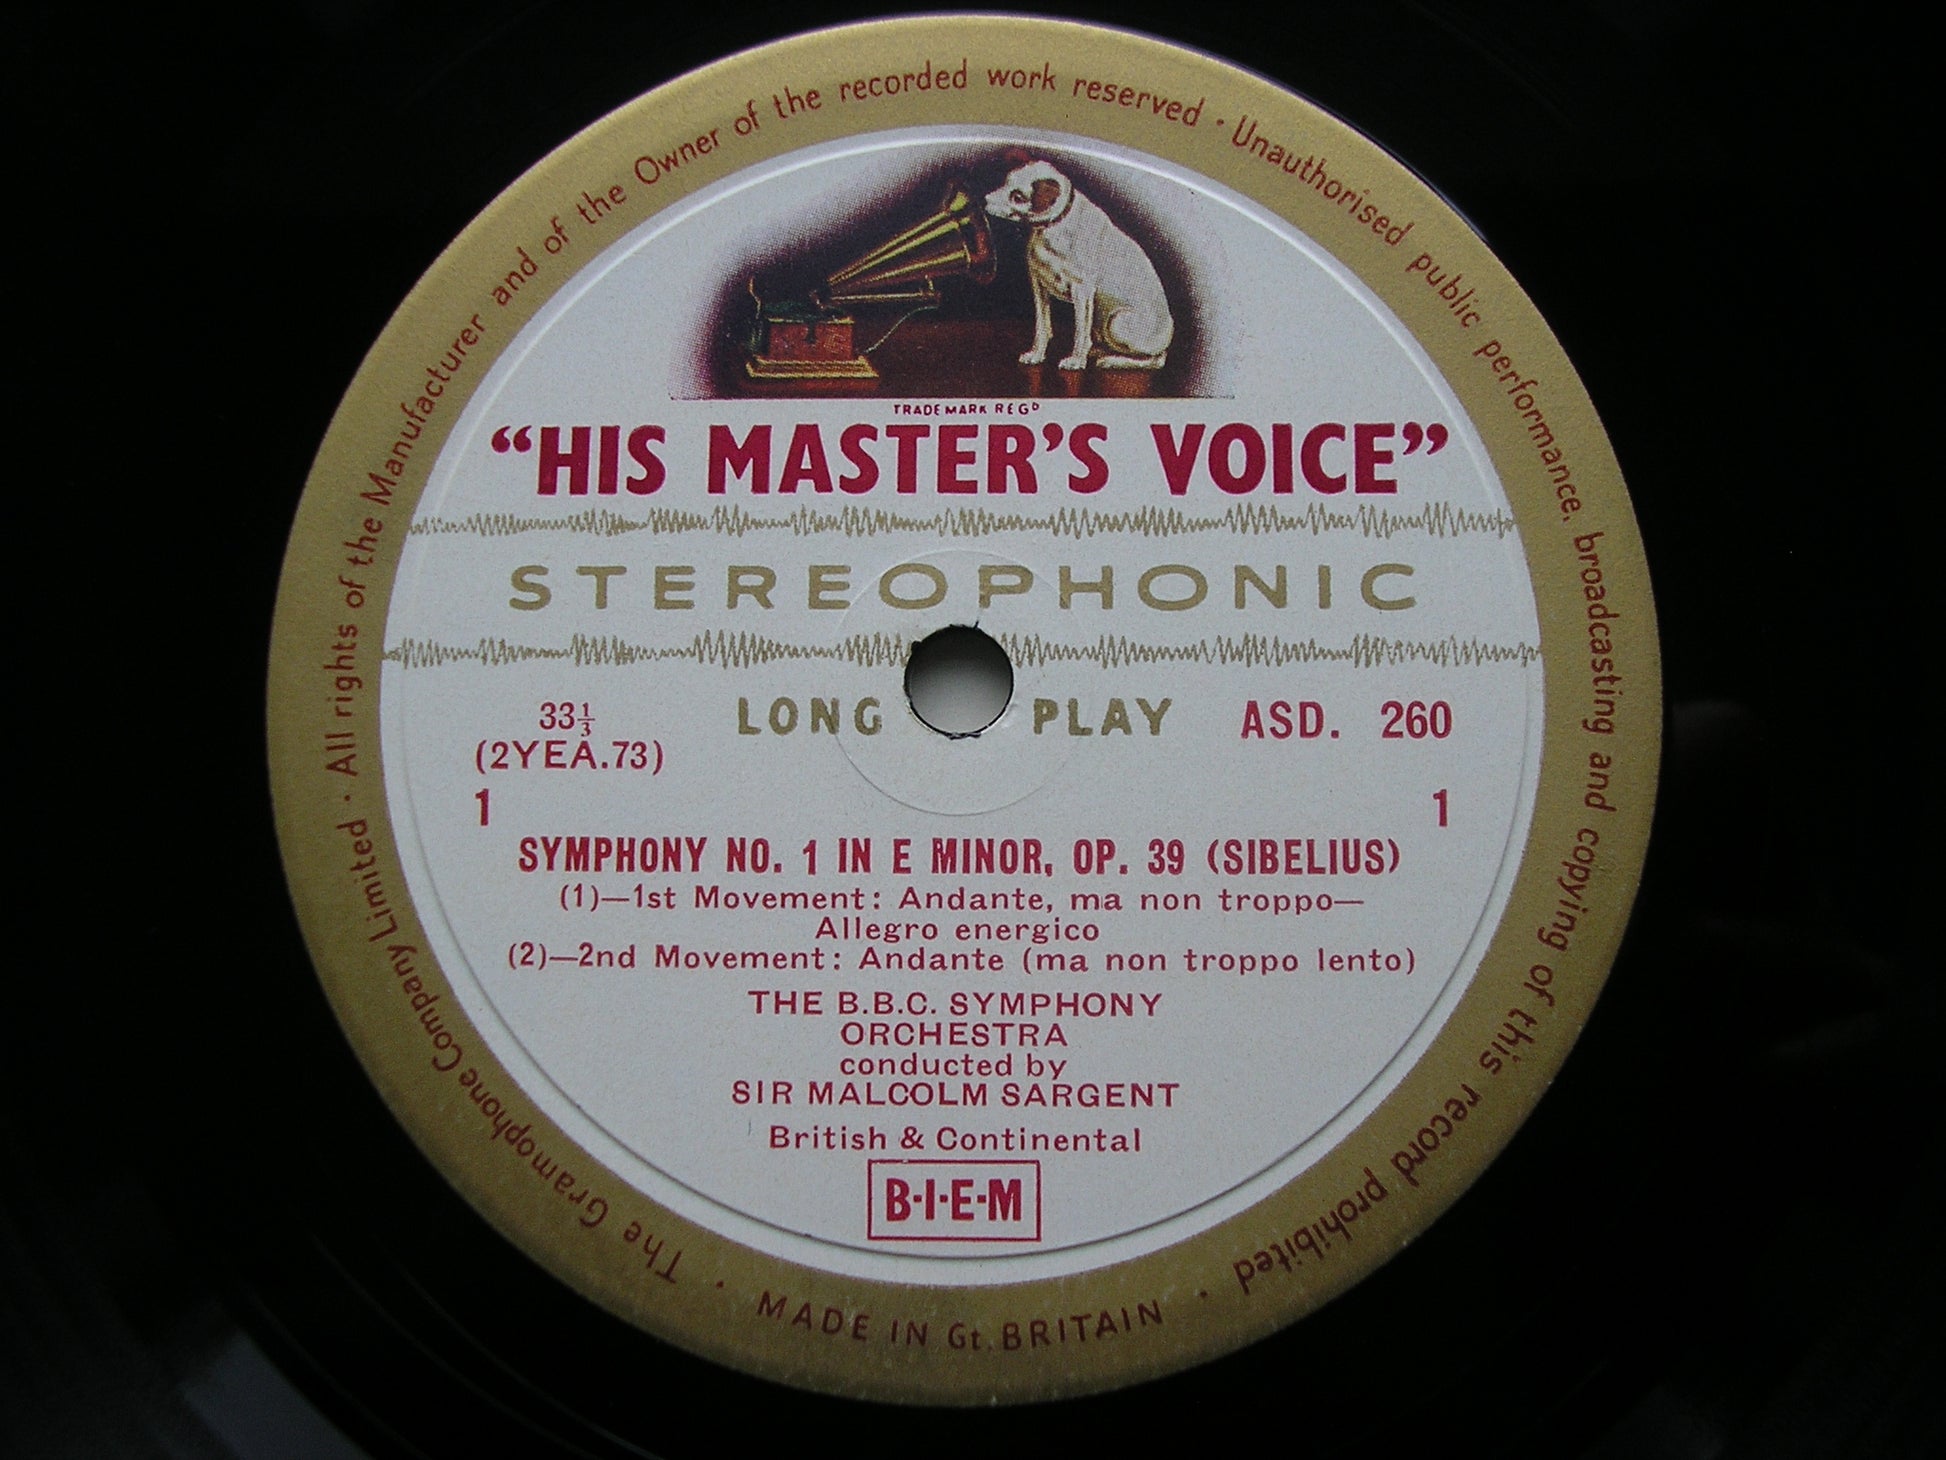 The Gramophone Company Limited · All rights of the Manufacturer and of the Owner of the recorded work reserved · Unauthorised public performance, broadcasting and copying of this record prohibited ·
TRADE MARK REGD
“HIS MASTER’S VOICE”
STEREOPHONIC
LONG PLAY
33⅓
ASD. 260
(2YEA.73)
1 1
SYMPHONY NO. 1 IN E MINOR, OP. 39 (SIBELIUS)
(1)—1st Movement: Andante, ma non troppo—
Allegro energico
(2)—2nd Movement: Andante (ma non troppo lento)
THE B.B.C. SYMPHONY
ORCHESTRA
conducted by
SIR MALCOLM SARGENT
British & Continental
B·I·E·M
· MADE IN Gt. BRITAIN